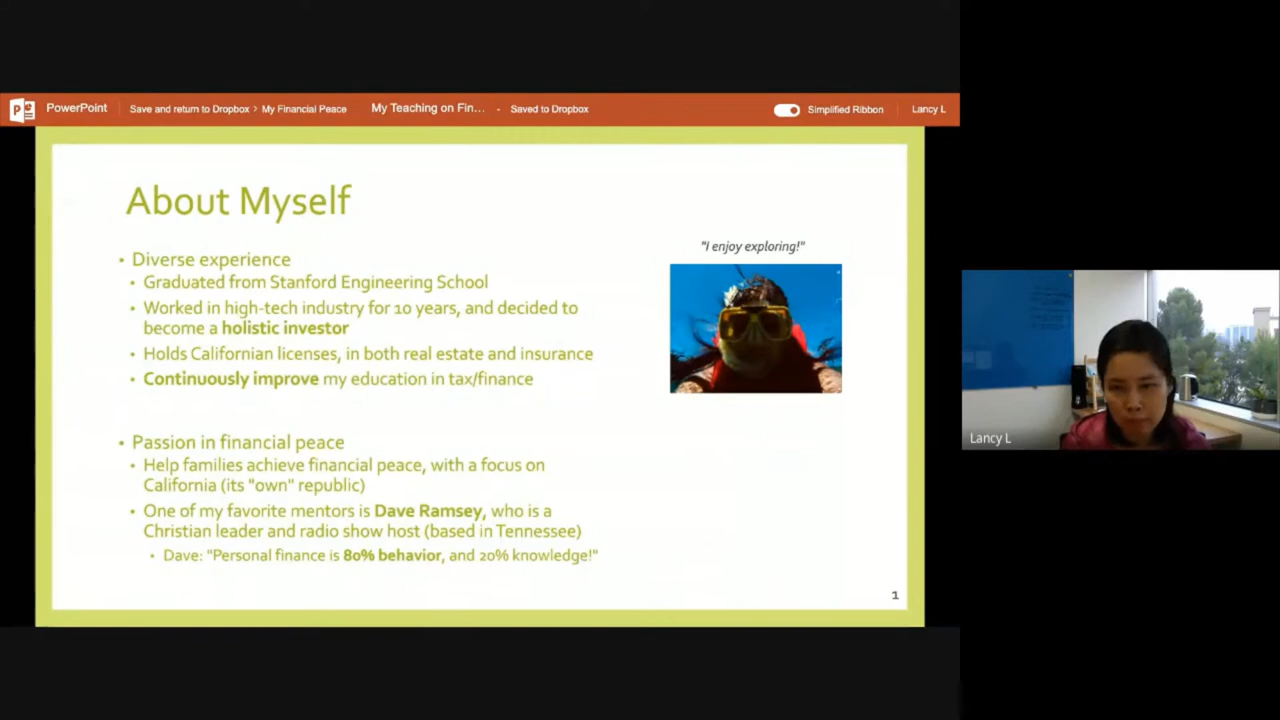 PowerPoint
Save and return to Dropbox > My Financial Peace
My Teaching on Fin... - Saved to Dropbox
Simplified Ribbon
Lancy L
About Myself
• Diverse experience
• Graduated from Stanford Engineering School
• Worked in high-tech industry for 10 years, and decided to
become a holistic investor
• Holds Californian licenses, in both real estate and insurance
• Continuously improve my education in tax/finance
• Passion in financial peace
• Help families achieve financial peace, with a focus on
California (its "own" republic)
• One of my favorite mentors is Dave Ramsey, who is a
Christian leader and radio show host (based in Tennessee)
• Dave: "Personal finance is 80% behavior, and 20% knowledge!"
"I enjoy exploring!"
1
Lancy L